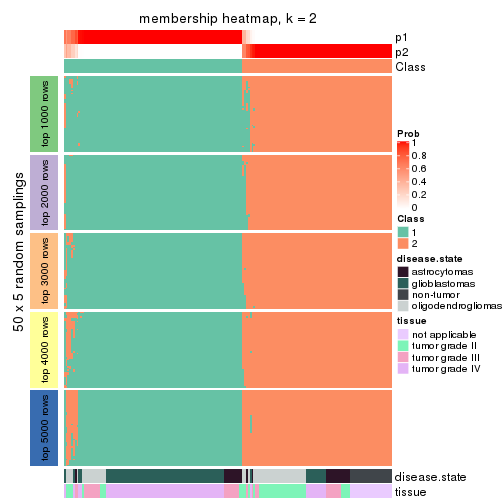 membership heatmap, k = 2
p1
p2
Class
50 x 5 random samplings
top 1000 rows
top 2000 rows
top 3000 rows
top 4000 rows
top 5000 rows
disease.state
tissue
Prob
1
0.8
0.6
0.4
0.2
0
Class
1
2
disease.state
astrocytomas
glioblastomas
non-tumor
oligodendrogliomas
tissue
not applicable
tumor grade II
tumor grade III
tumor grade IV